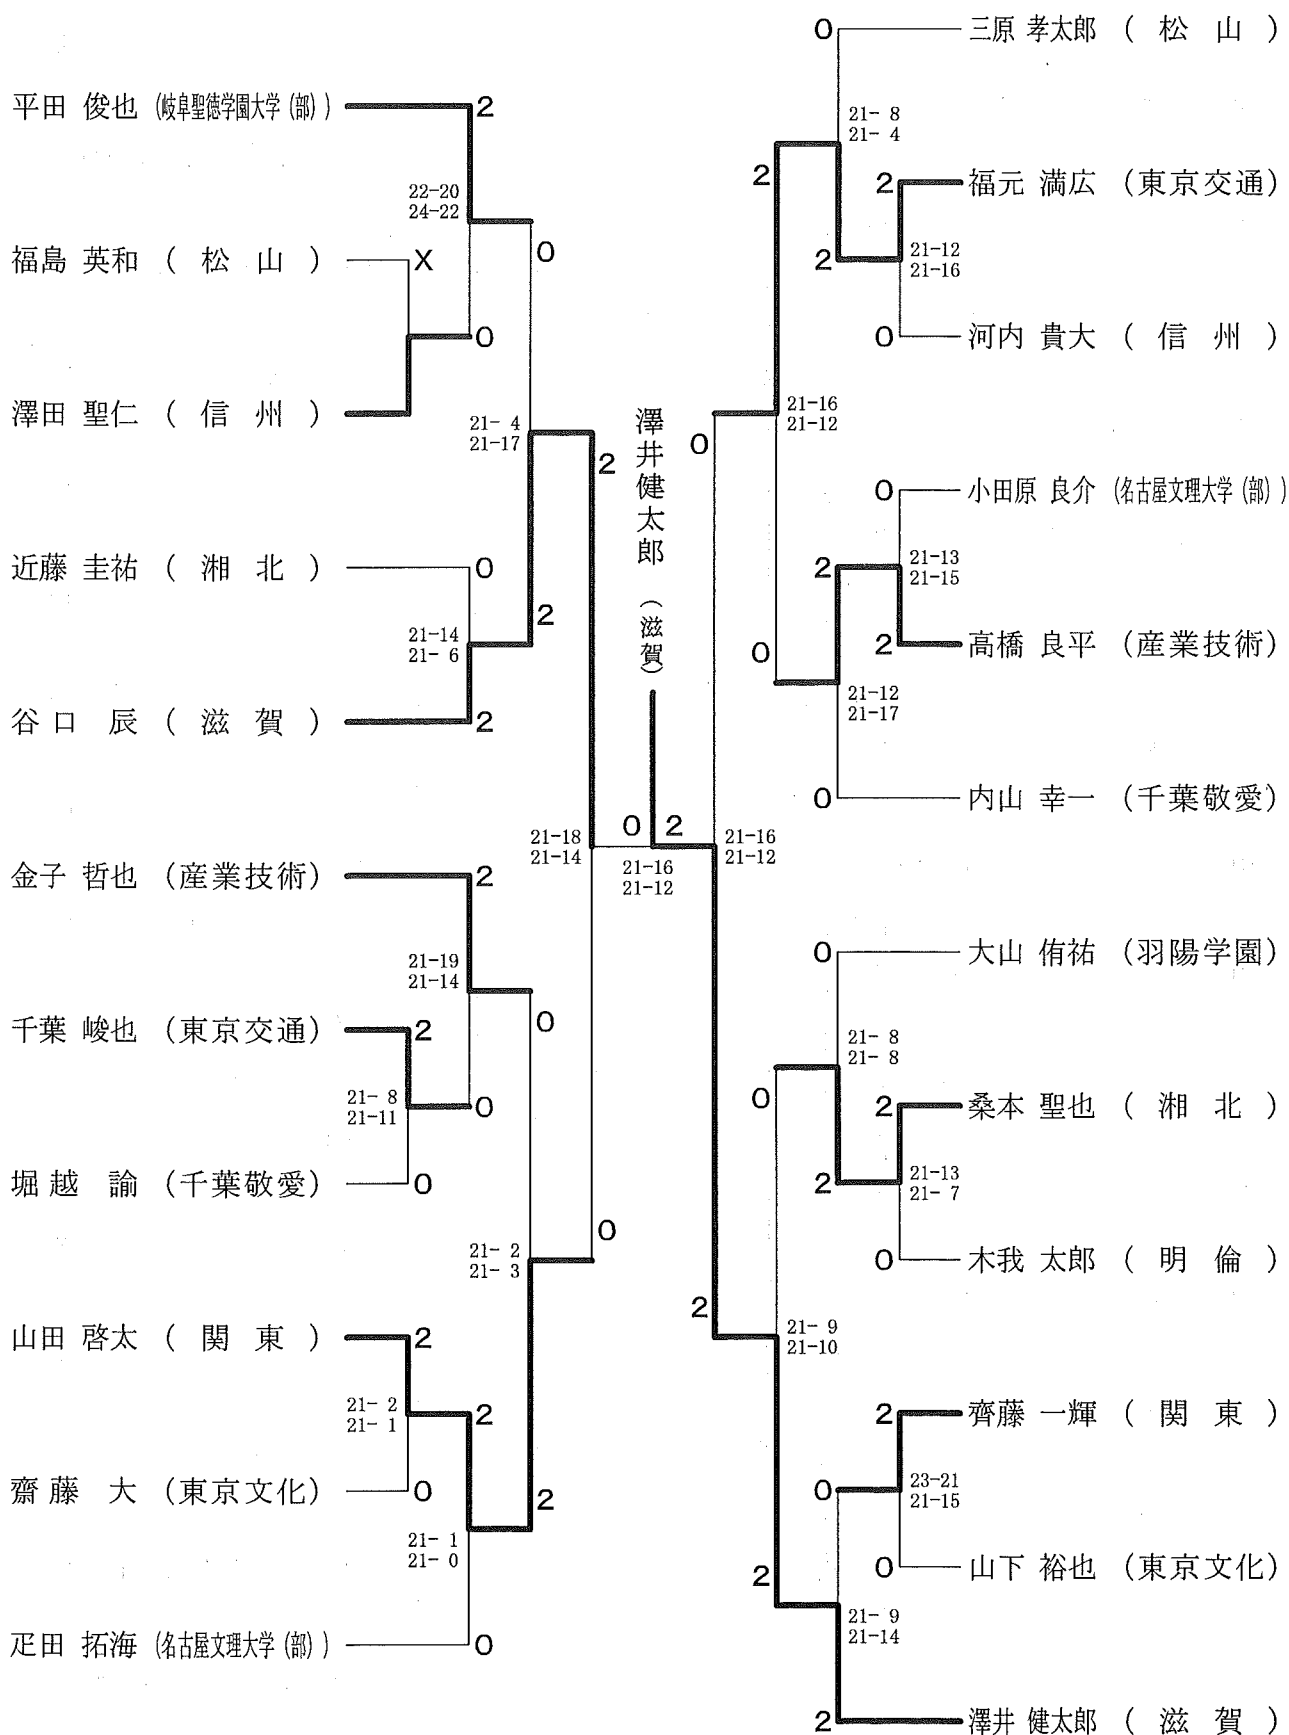 平田 俊也 (岐阜聖徳学園大学(部))
2
22-20
24-22
福島 英和 (松山)
X
0
0
澤田 聖仁 (信州)
21- 4
21-17
2
近藤 圭祐 (湘北)
0
2
21-14
21- 6
谷口 辰 (滋賀)
2
金子 哲也 (産業技術)
2
21-18
21-14
21-19
21-14
千葉 峻也 (東京交通)
2
0
21- 8
21-11
0
堀越 諭 (千葉敬愛)
0
21- 2
21- 3
0
山田 啓太 (関東)
2
21- 2
21- 1
2
齋藤 大 (東京文化)
0
2
21- 1
21- 0
疋田 拓海 (名古屋文理大学(部))
0
澤井健太郎 (滋賀)
0 2
21-16
21-12
0 三原 孝太郎 (松山)
21- 8
21- 4
2
2 福元 満広 (東京交通)
2
21-12
21-16
0 河内 貴大 (信州)
21-16
21-12
0
0 小田原 良介 (名古屋文理大学(部))
2
21-13
21-15
2 高橋 良平 (産業技術)
0
21-12
21-17
0 内山 幸一 (千葉敬愛)
21-16
21-12
0 大山 侑祐 (羽陽学園)
21- 8
21- 8
0
2 桑本 聖也 (湘北)
2
21-13
21- 7
0 木我 太郎 (明倫)
2
21- 9
21-10
2 齊藤 一輝 (関東)
0
23-21
21-15
0 山下 裕也 (東京文化)
2
21- 9
21-14
2 澤井 健太郎 (滋賀)